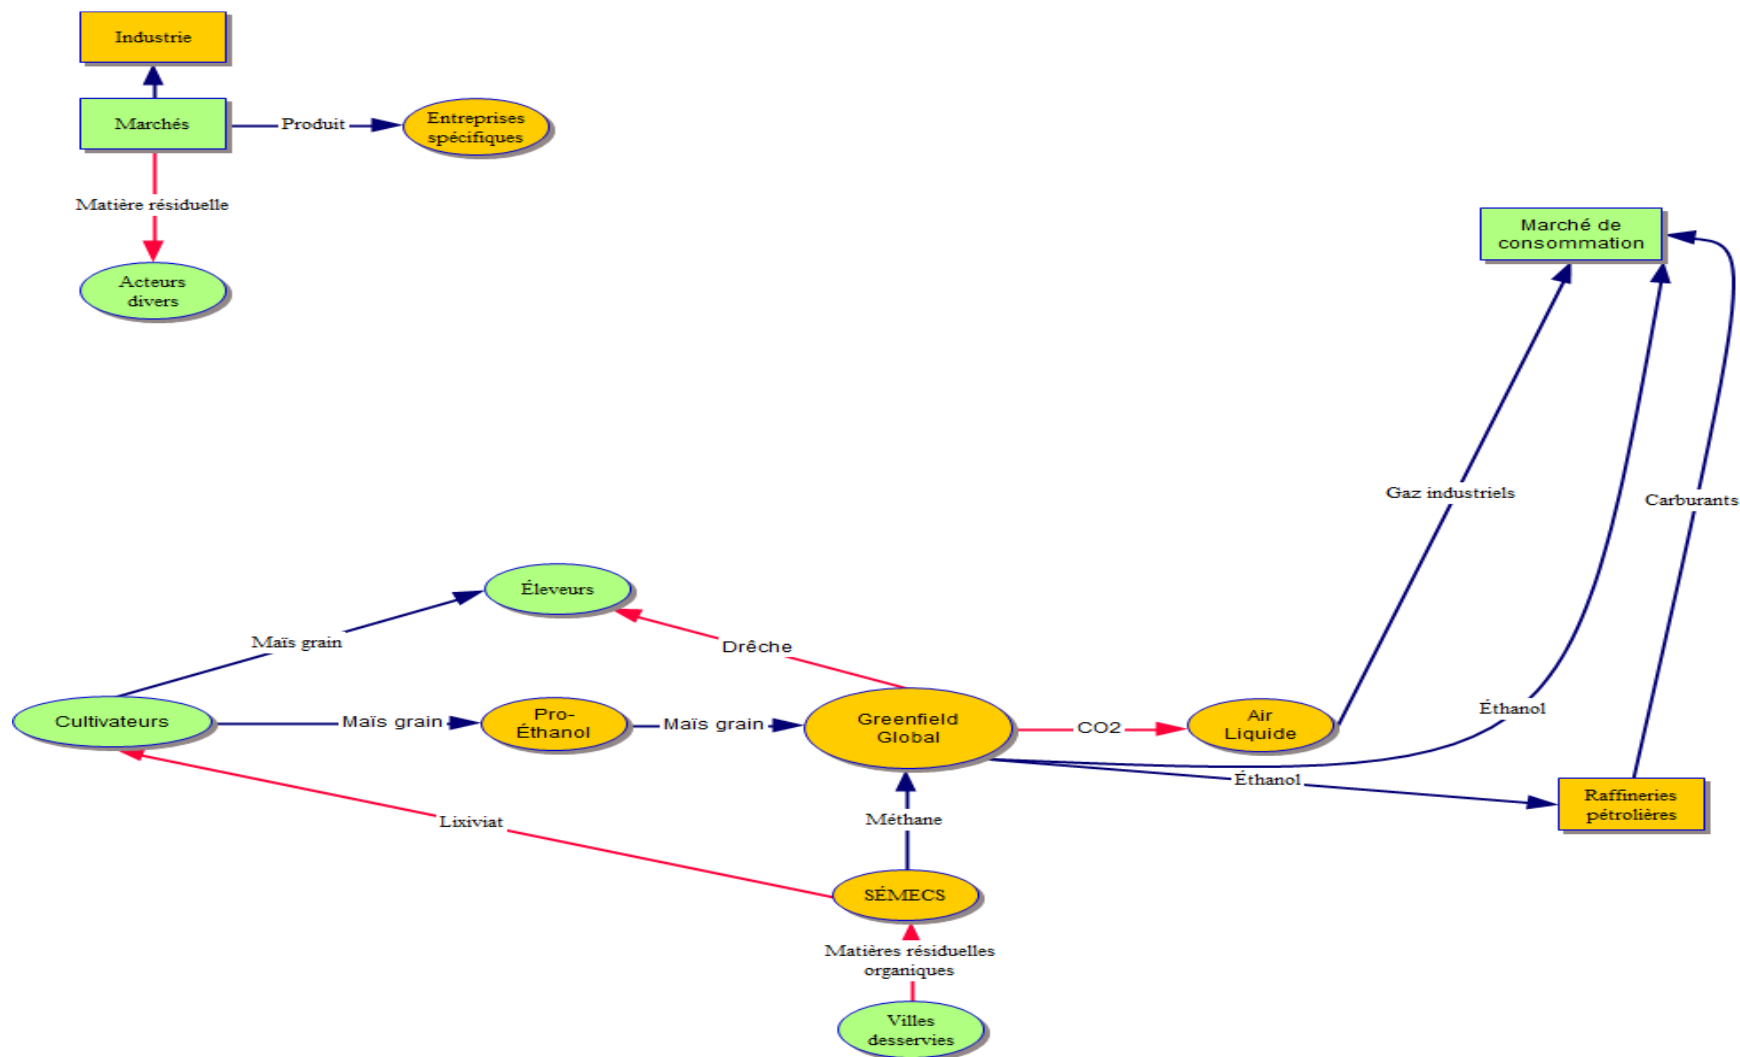 Industrie
Marchés
Produit
Entreprises
spécifiques
Matière résiduelle
Acteurs
divers
Marché de
consommation
Gaz industriels
Carburants
Éleveurs
Maïs grain
Drêche
Cultivateurs
Maïs grain
Pro-
Éthanol
Maïs grain
Greenfield
Global
CO2
Air
Liquide
Éthanol
Éthanol
Raffineries
pétrolières
Lixiviat
Méthane
SÉMECS
Matières résiduelles
organiques
Villes
desservies